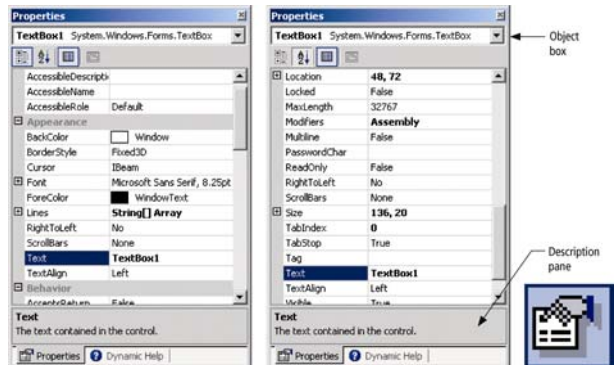 Properties
TextBox1 System.Windows.Forms.TextBox
AccessibleDescripti
AccessibleName
AccessibleRole Default
Appearance
BackColor Window
BorderStyle Fixed3D
Cursor IBeam
Font Microsoft Sans Serif, 8.25pt
ForeColor WindowText
Lines String[] Array
RightToLeft No
ScrollBars None
Text TextBox1
TextAlign Left
Behavior
AcceptsReturn False
Text
The text contained in the control.
Properties Dynamic Help
Properties
TextBox1 System.Windows.Forms.TextBox
Location 48, 72
Locked False
MaxLength 32767
Modifiers Assembly
Multiline False
PasswordChar
ReadOnly False
RightToLeft No
ScrollBars None
Size 136, 20
TabIndex 0
TabStop True
Tag
Text TextBox1
TextAlign Left
Visible True
Text
The text contained in the control.
Properties Dynamic Help
Object
box
Description
pane